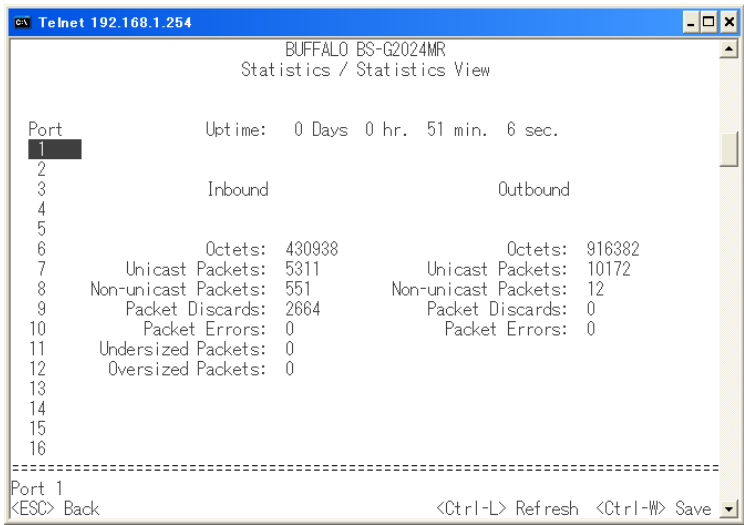 Telnet 192.168.1.254
BUFFALO BS-G2024MR
Statistics / Statistics View
Port Uptime: 0 Days 0 hr. 51 min. 6 sec.
1
2
3 Inbound Outbound
4
5
6 Octets: 430938 Octets: 916382
7 Unicast Packets: 5311 Unicast Packets: 10172
8 Non-unicast Packets: 551 Non-unicast Packets: 12
9 Packet Discards: 2664 Packet Discards: 0
10 Packet Errors: 0 Packet Errors: 0
11 Undersized Packets: 0
12 Oversized Packets: 0
13
14
15
16
Port 1
<ESC> Back <Ctrl-L> Refresh <Ctrl-W> Save